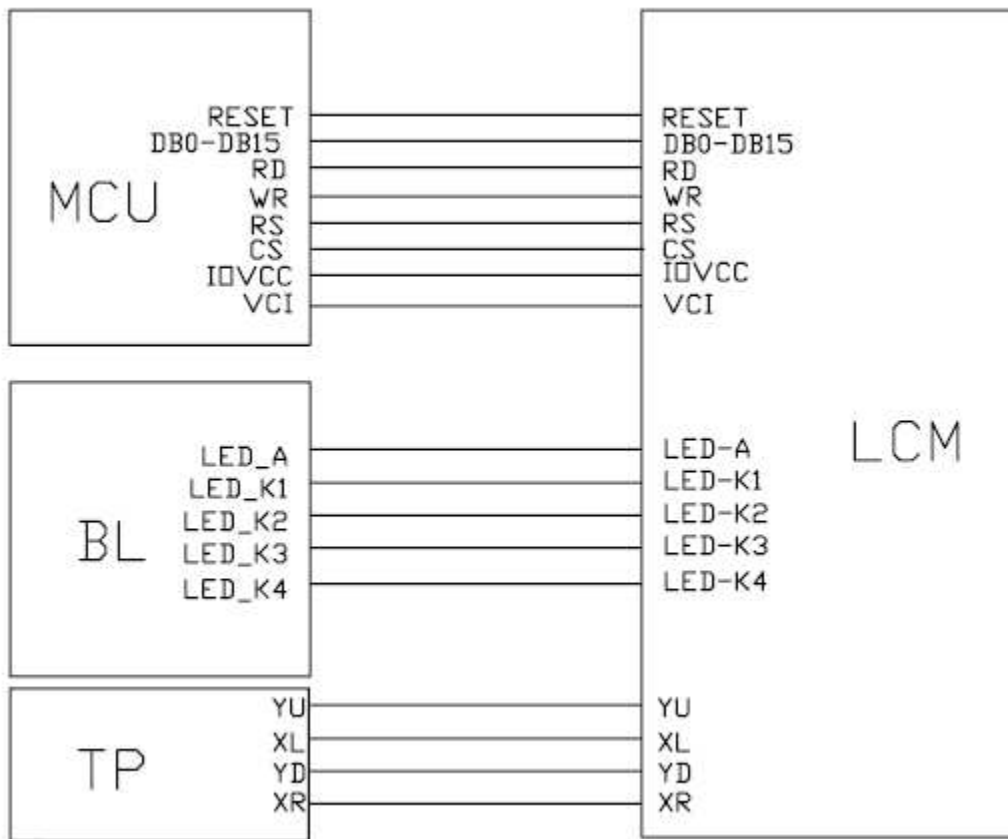 RESET RESET
DB0-DB15 DB0-DB15
RD RD
MCU WR WR
RS RS
CS CS
IOVCC IOVCC
VCI VCI
LCM
LED_A LED-A
LED_K1 LED-K1
LED_K2 LED-K2
BL LED_K3 LED-K3
LED_K4 LED-K4
YU YU
XL XL
TP YD YD
XR XR